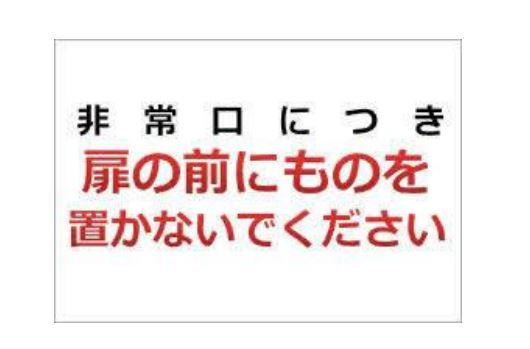 非常口につき
扉の前にものを
置かないでください